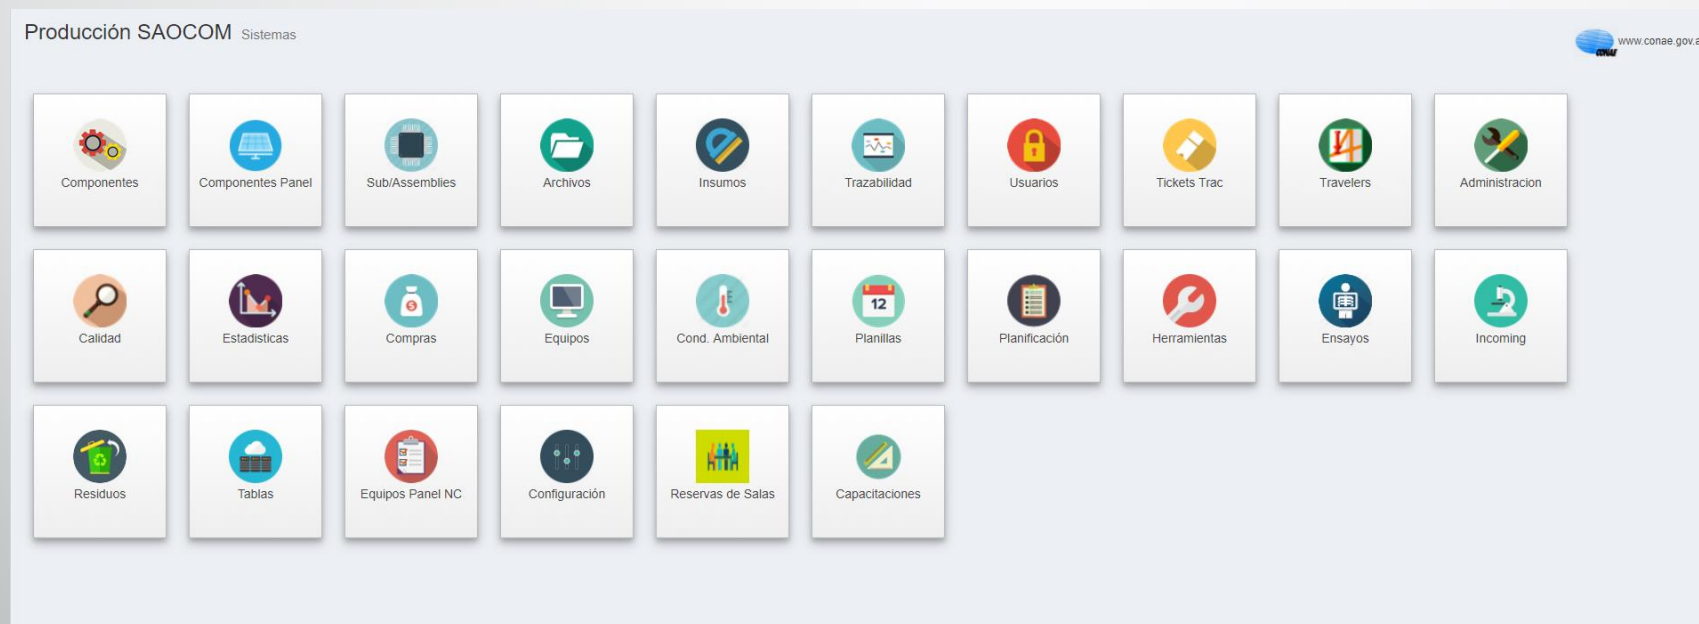 Producción SAOCOM Sistemas
www.conae.gov.a
CONAE
Componentes
Componentes Panel
Sub/Assemblies
Archivos
Insumos
Trazabilidad
Usuarios
Tickets Trac
Travelers
Administracion
Calidad
Estadisticas
Compras
Equipos
Cond. Ambiental
12
Planillas
Planificación
Herramientas
Ensayos
Incoming
Residuos
Tablas
Equipos Panel NC
Configuración
Reservas de Salas
Capacitaciones